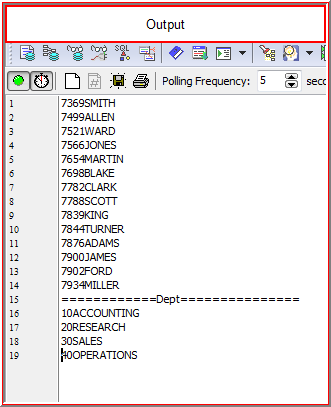 Output
SQL
Polling Frequency: 5 seco
1 7369SMITH
2 7499ALLEN
3 7521WARD
4 7566JONES
5 7654MARTIN
6 7698BLAKE
7 7782CLARK
8 7788SCOTT
9 7839KING
10 7844TURNER
11 7876ADAMS
12 7900JAMES
13 7902FORD
14 7934MILLER
15 ============Dept===============
16 10ACCOUNTING
17 20RESEARCH
18 30SALES
19 40OPERATIONS